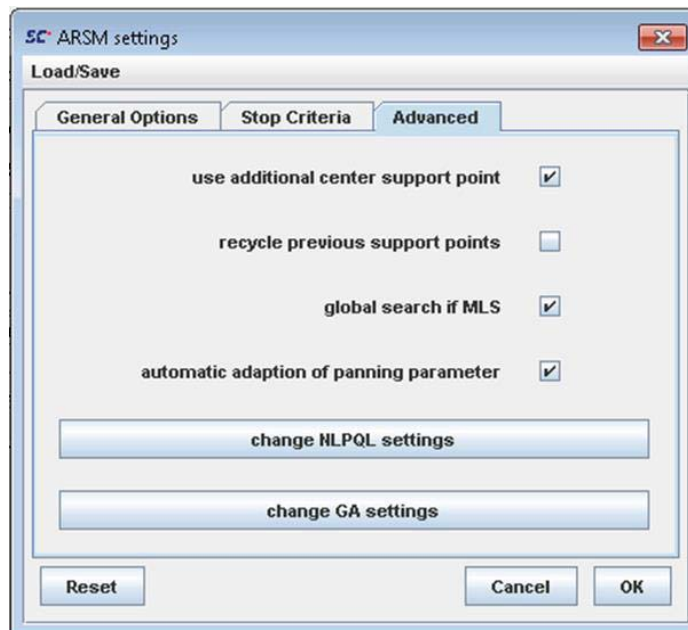 SC ARSM settings
Load/Save
General Options Stop Criteria Advanced
use additional center support point
recycle previous support points
global search if MLS
automatic adaption of panning parameter
change NLPQL settings
change GA settings
Reset Cancel OK